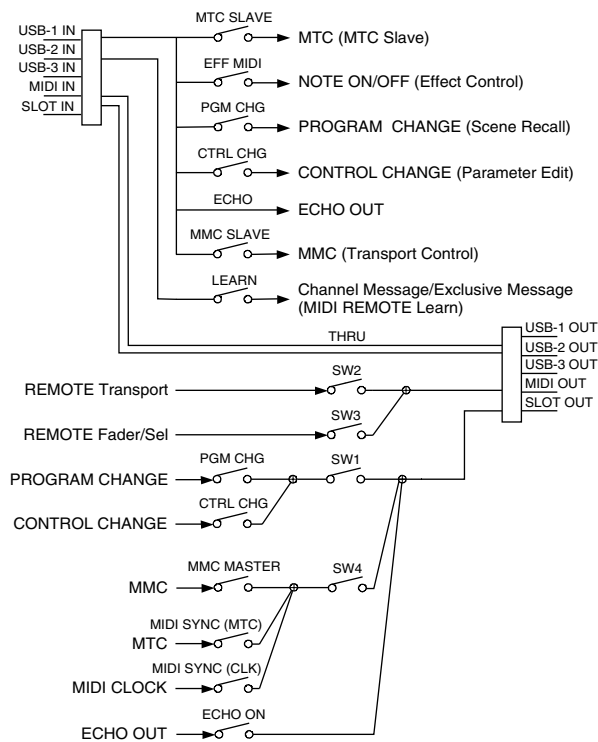 MTC SLAVE
USB-1 IN
MTC (MTC Slave)
USB-2 IN
EFF MIDI
USB-3 IN
NOTE ON/OFF (Effect Control)
MIDI IN
PGM CHG
SLOT IN
PROGRAM CHANGE (Scene Recall)
CTRL CHG
CONTROL CHANGE (Parameter Edit)
ECHO
ECHO OUT
MMC SLAVE
MMC (Transport Control)
LEARN
Channel Message/Exclusive Message
(MIDI REMOTE Learn)
THRU
USB-1 OUT
USB-2 OUT
USB-3 OUT
MIDI OUT
SLOT OUT
SW2
REMOTE Transport
SW3
REMOTE Fader/Sel
PGM CHG
SW1
PROGRAM CHANGE
CTRL CHG
CONTROL CHANGE
MMC MASTER
SW4
MMC
MIDI SYNC (MTC)
MTC
MIDI SYNC (CLK)
MIDI CLOCK
ECHO ON
ECHO OUT